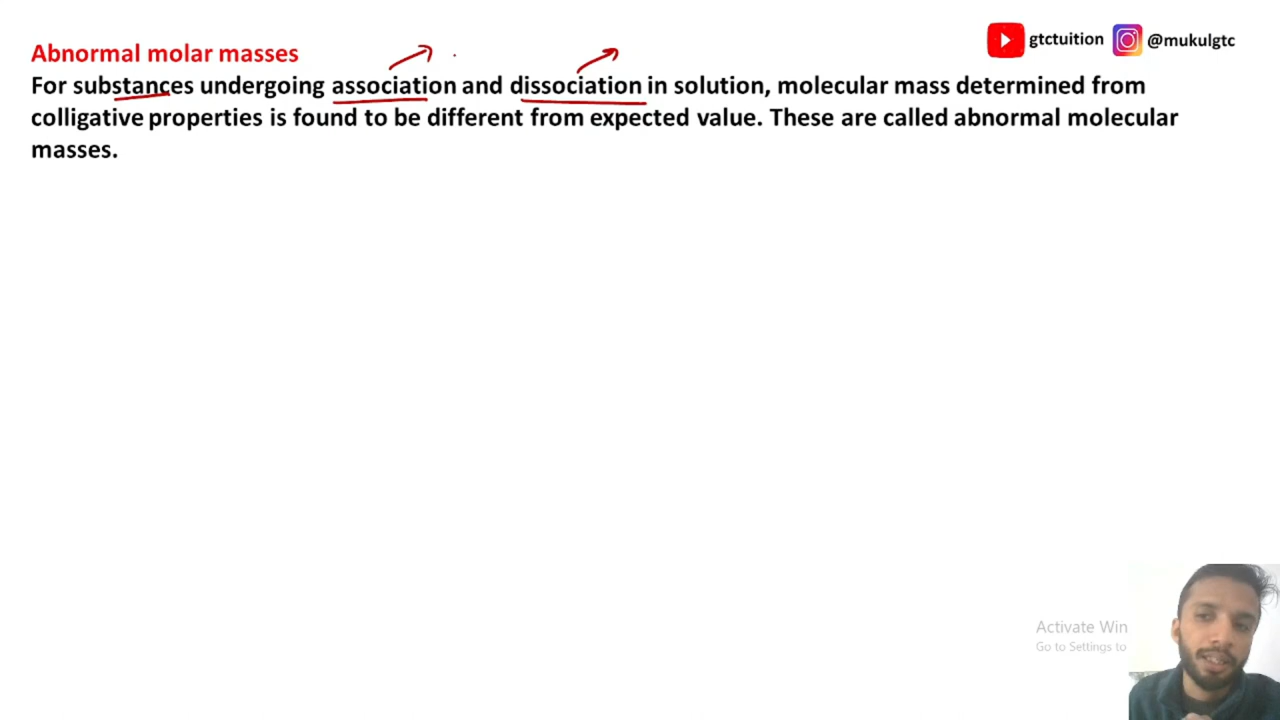 Abnormal molar masses
gtctuition @mukulgtc
For substances undergoing association and dissociation in solution, molecular mass determined from
colligative properties is found to be different from expected value. These are called abnormal molecular
masses.
Activate Win
Go to Settings to